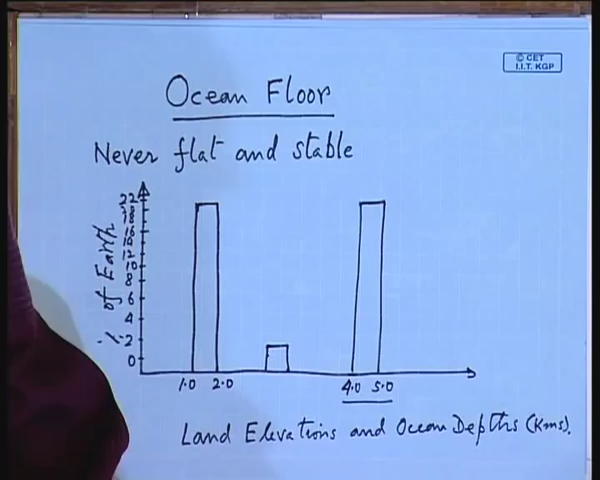 © CET
I.I.T. KGP
Ocean Floor
Never flat and stable
% of Earth
22
20
18
16
14
12
10
8
6
4
2
0
1.0 2.0 4.0 5.0
Land Elevations and Ocean Depths (Kms).